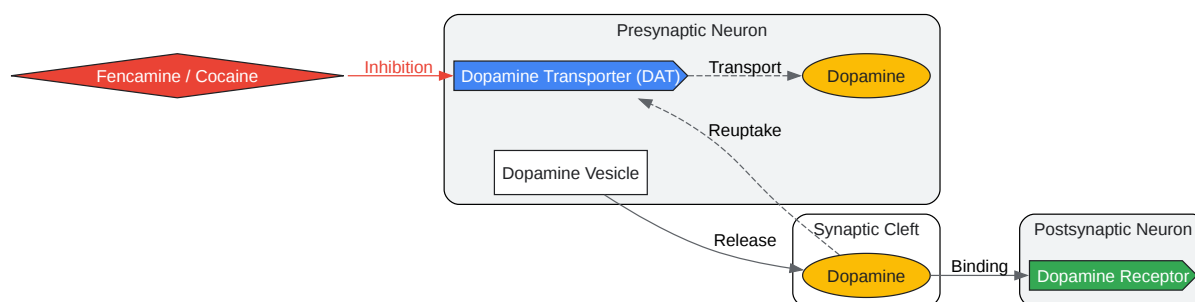 Presynaptic Neuron
Fencamine / Cocaine
Inhibition
Dopamine Transporter (DAT)
Transport
Dopamine
Reuptake
Dopamine Vesicle
Release
Synaptic Cleft
Dopamine
Binding
Postsynaptic Neuron
Dopamine Receptor